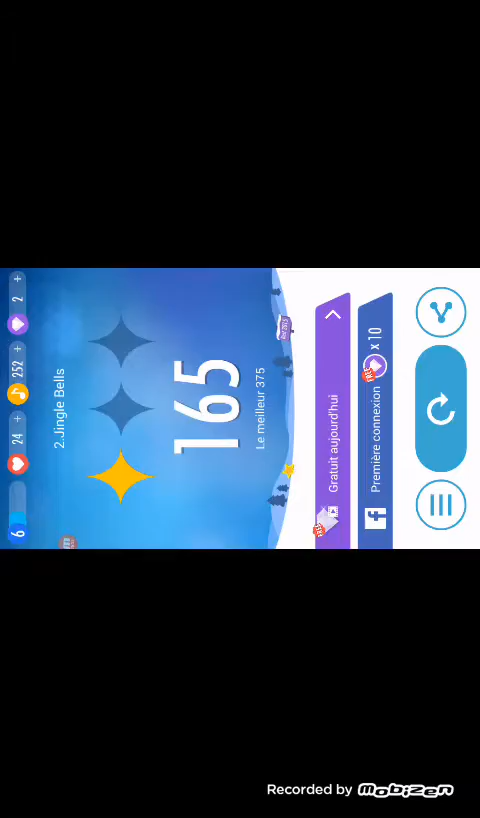 6
24 +
252 +
2 +
2.Jingle Bells
165
Le meilleur 375
Gratuit aujourd'hui
Première connexion x 10
Recorded by Mobizen